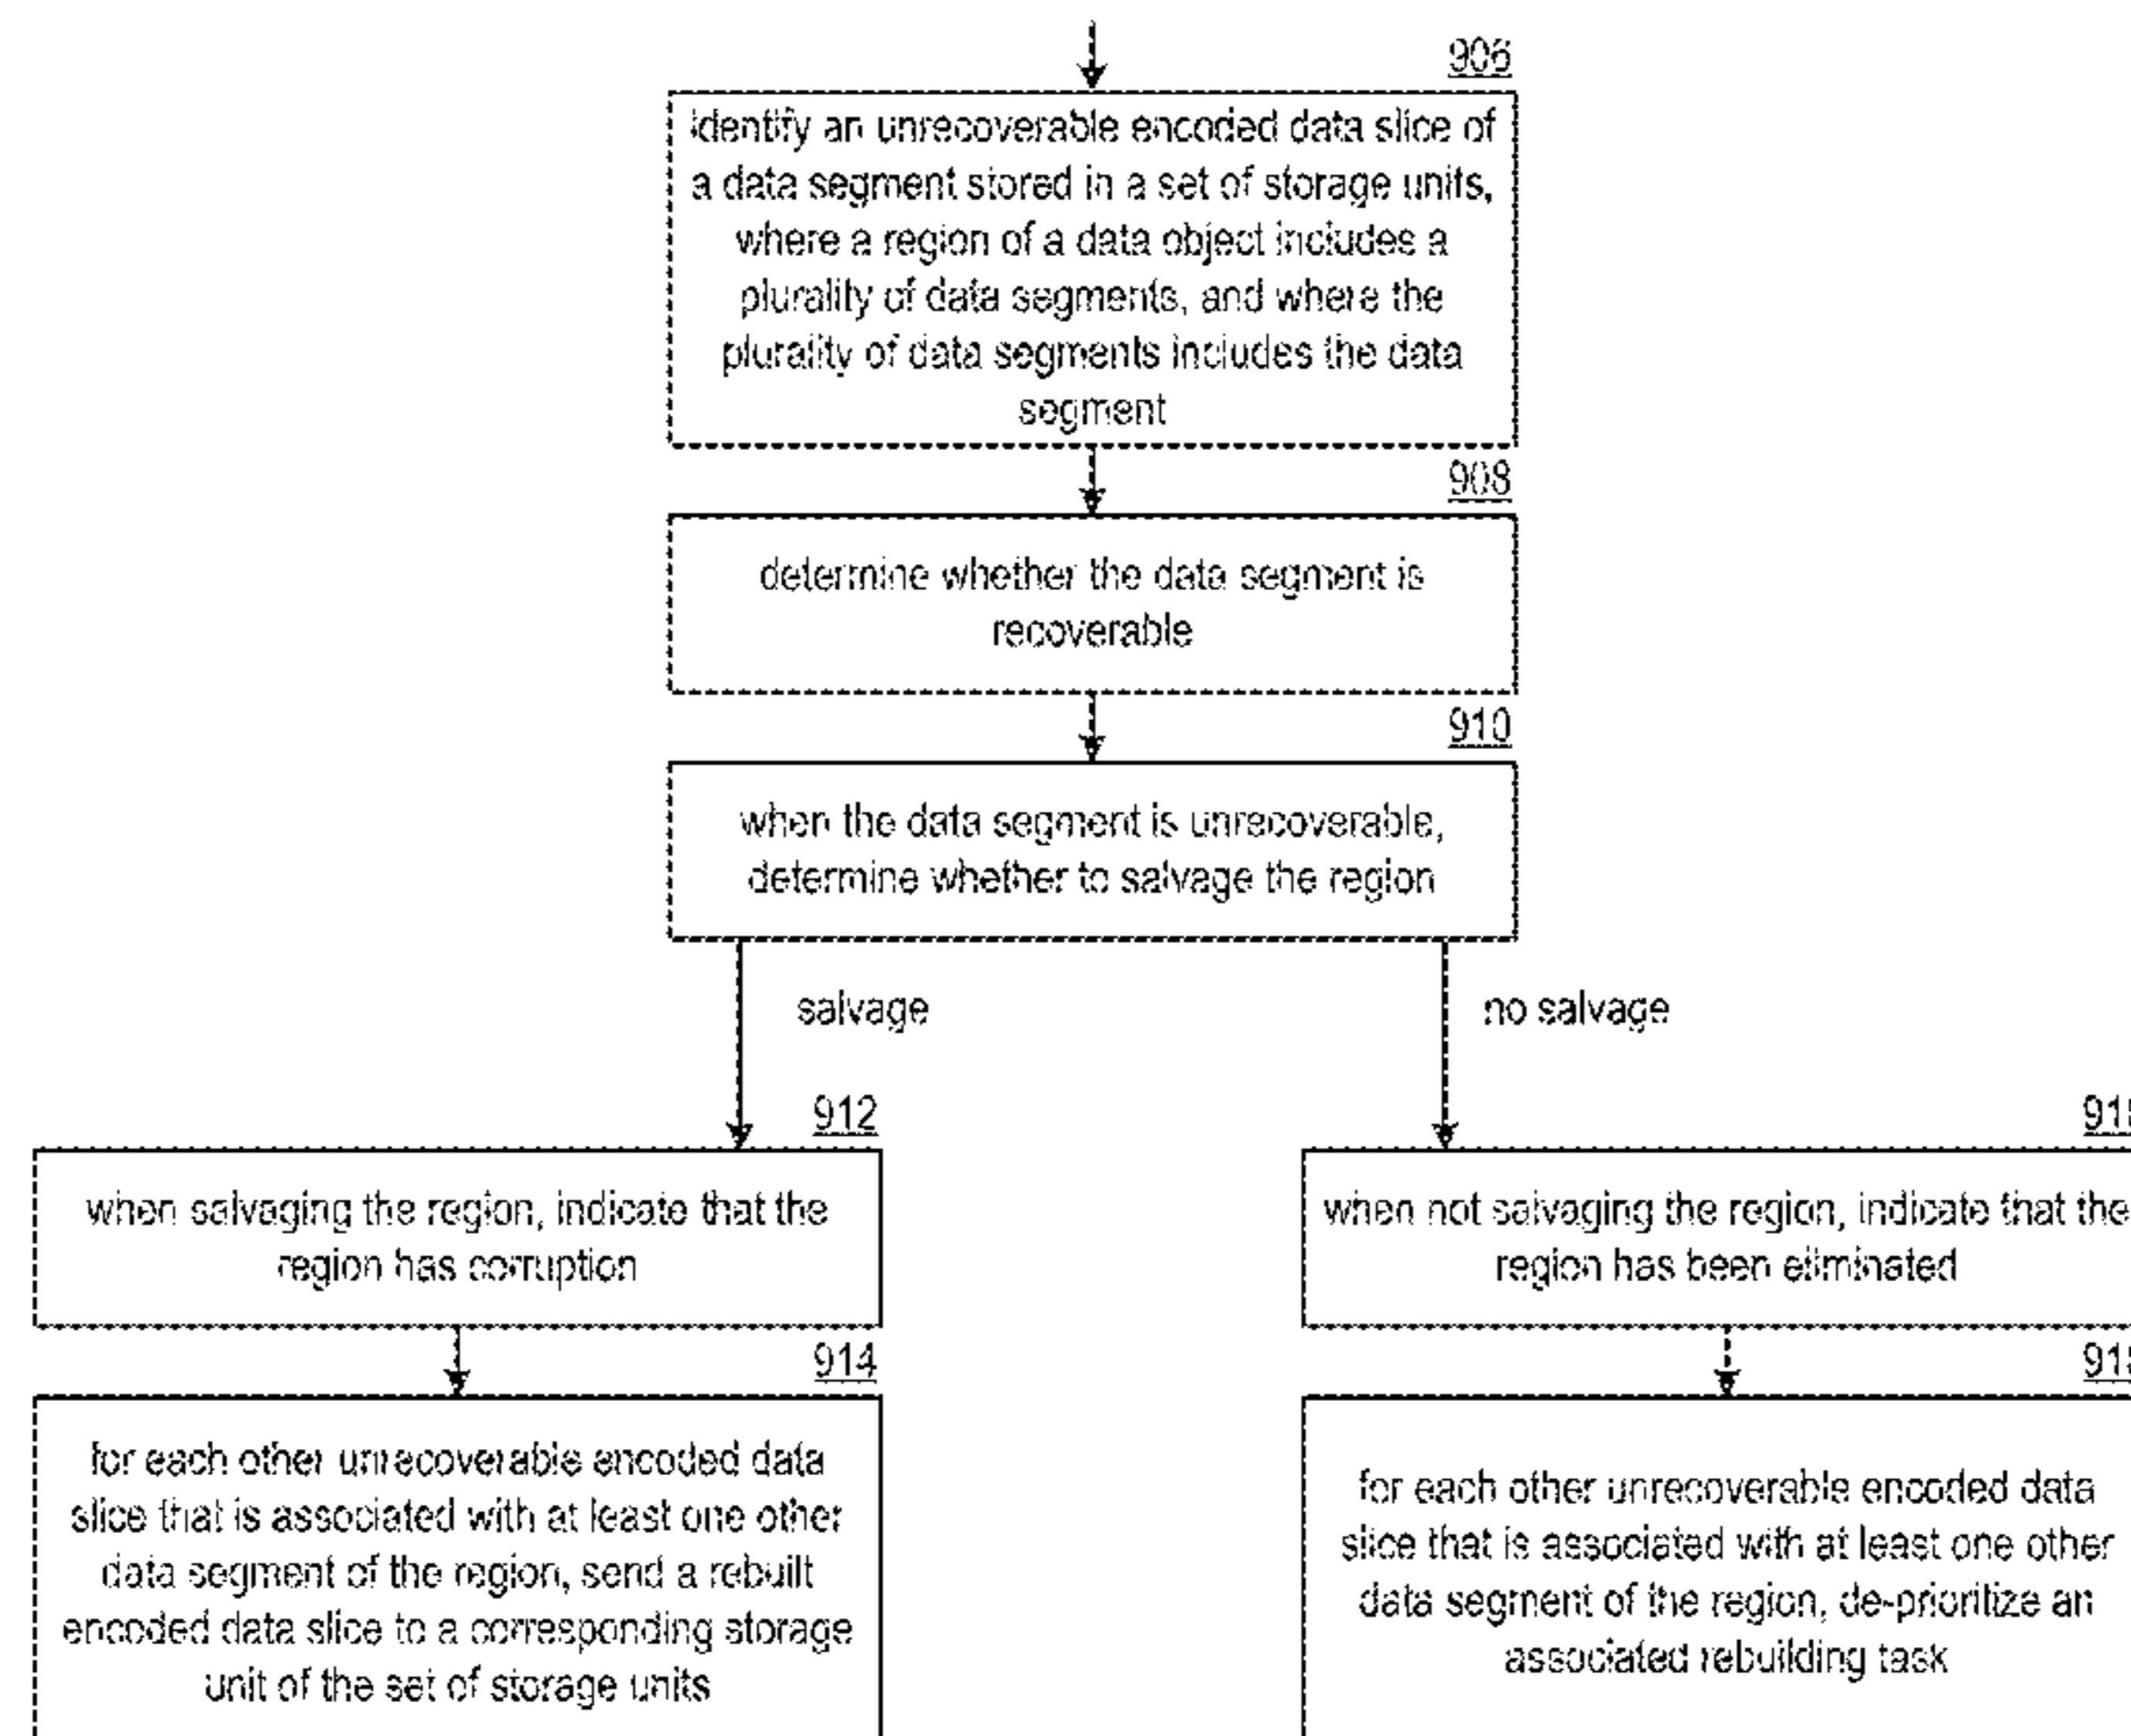 906
identify an unrecoverable encoded data slice of
a data segment stored in a set of storage units,
where a region of a data object includes a
plurality of data segments, and where the
plurality of data segments includes the data
segment
908
determine whether the data segment is
recoverable
910
when the data segment is unrecoverable,
determine whether to salvage the region
salvage
no salvage
912
when salvaging the region, indicate that the
region has corruption
914
for each other unrecoverable encoded data
slice that is associated with at least one other
data segment of the region, send a rebuilt
encoded data slice to a corresponding storage
unit of the set of storage units
when not salvaging the region, indicate that the
region has been eliminated
for each other unrecoverable encoded data
slice that is associated with at least one other
data segment of the region, de-prioritize an
associated rebuilding task